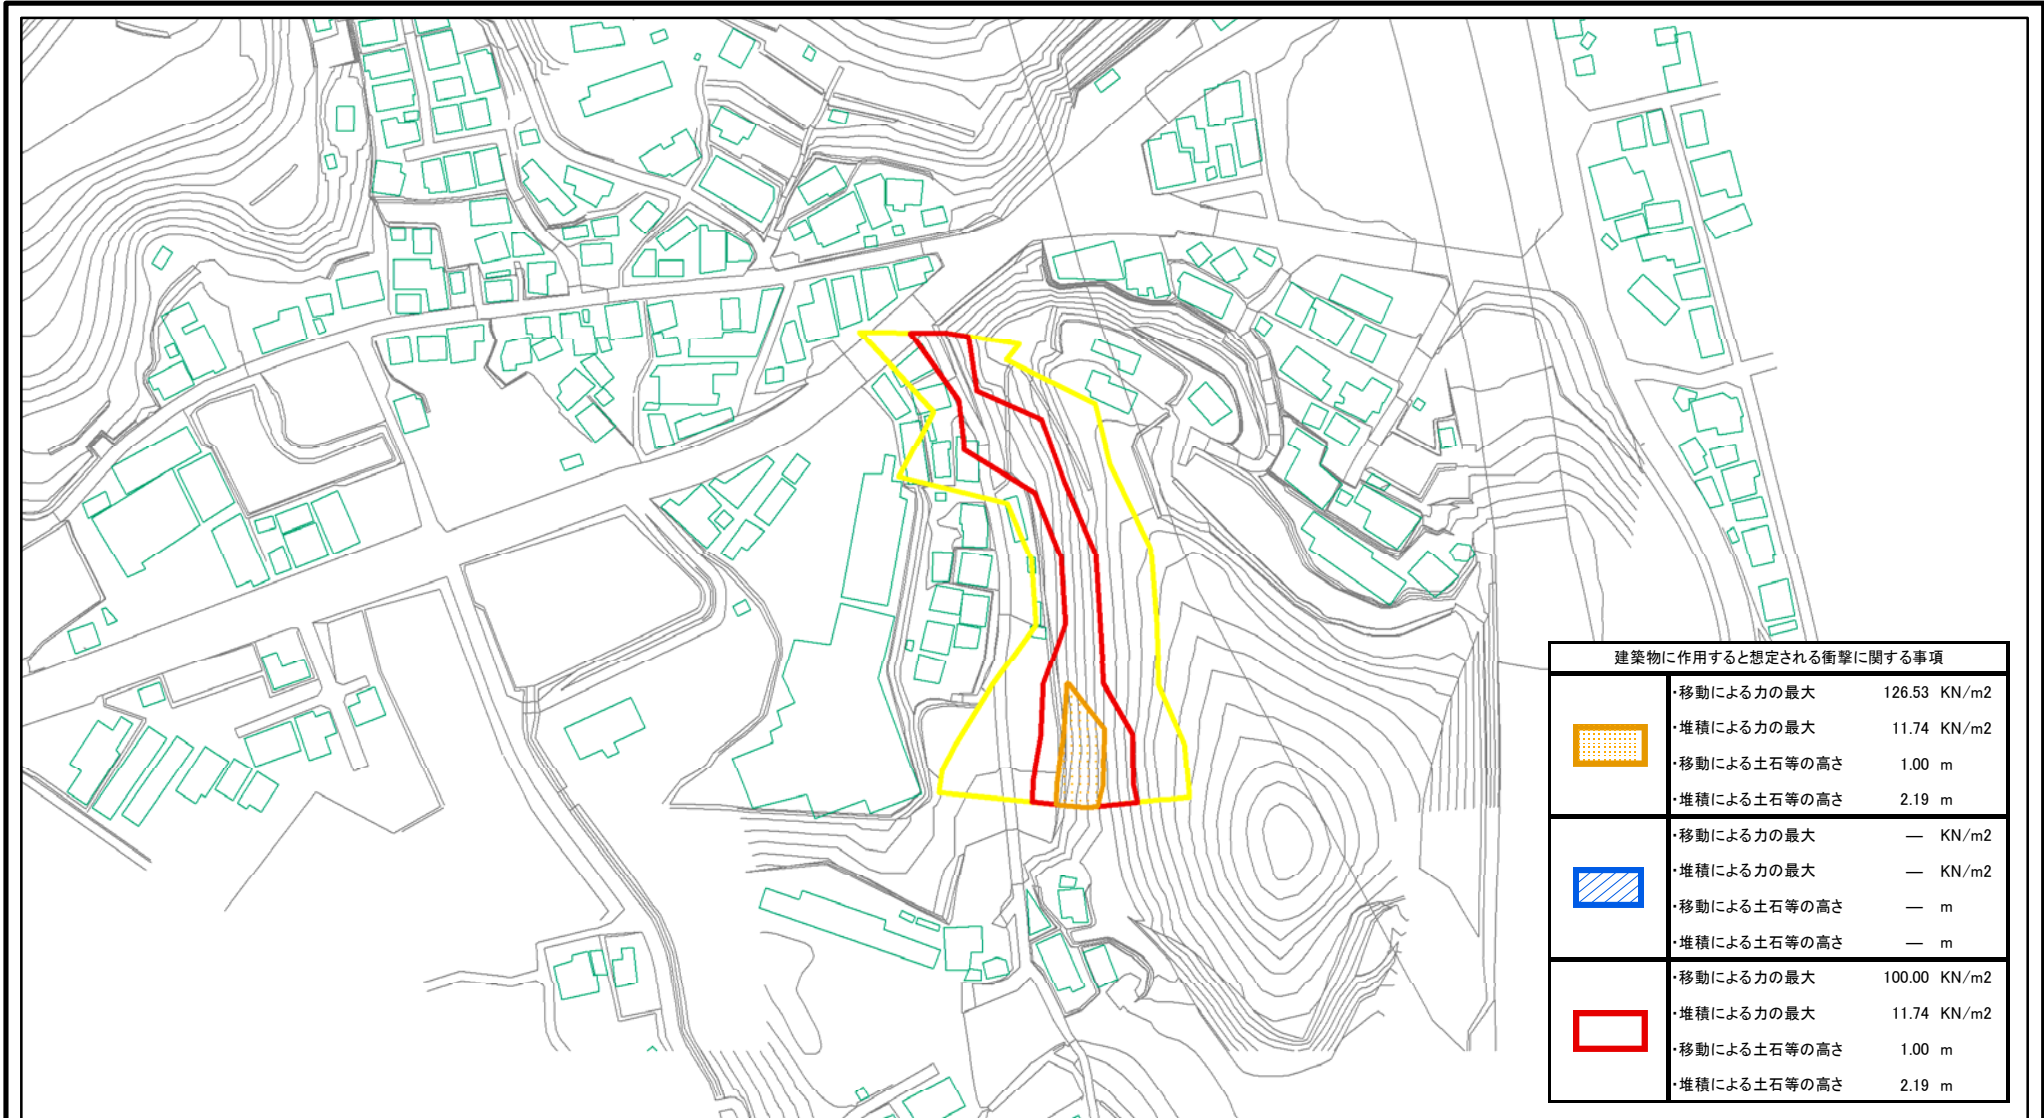 建築物に作用すると想定される衝撃に関する事項
・移動による力の最大 126.53 KN/m2
・堆積による力の最大 11.74 KN/m2
・移動による土石等の高さ 1.00 m
・堆積による土石等の高さ 2.19 m
・移動による力の最大 ― KN/m2
・堆積による力の最大 ― KN/m2
・移動による土石等の高さ ― m
・堆積による土石等の高さ ― m
・移動による力の最大 100.00 KN/m2
・堆積による力の最大 11.74 KN/m2
・移動による土石等の高さ 1.00 m
・堆積による土石等の高さ 2.19 m